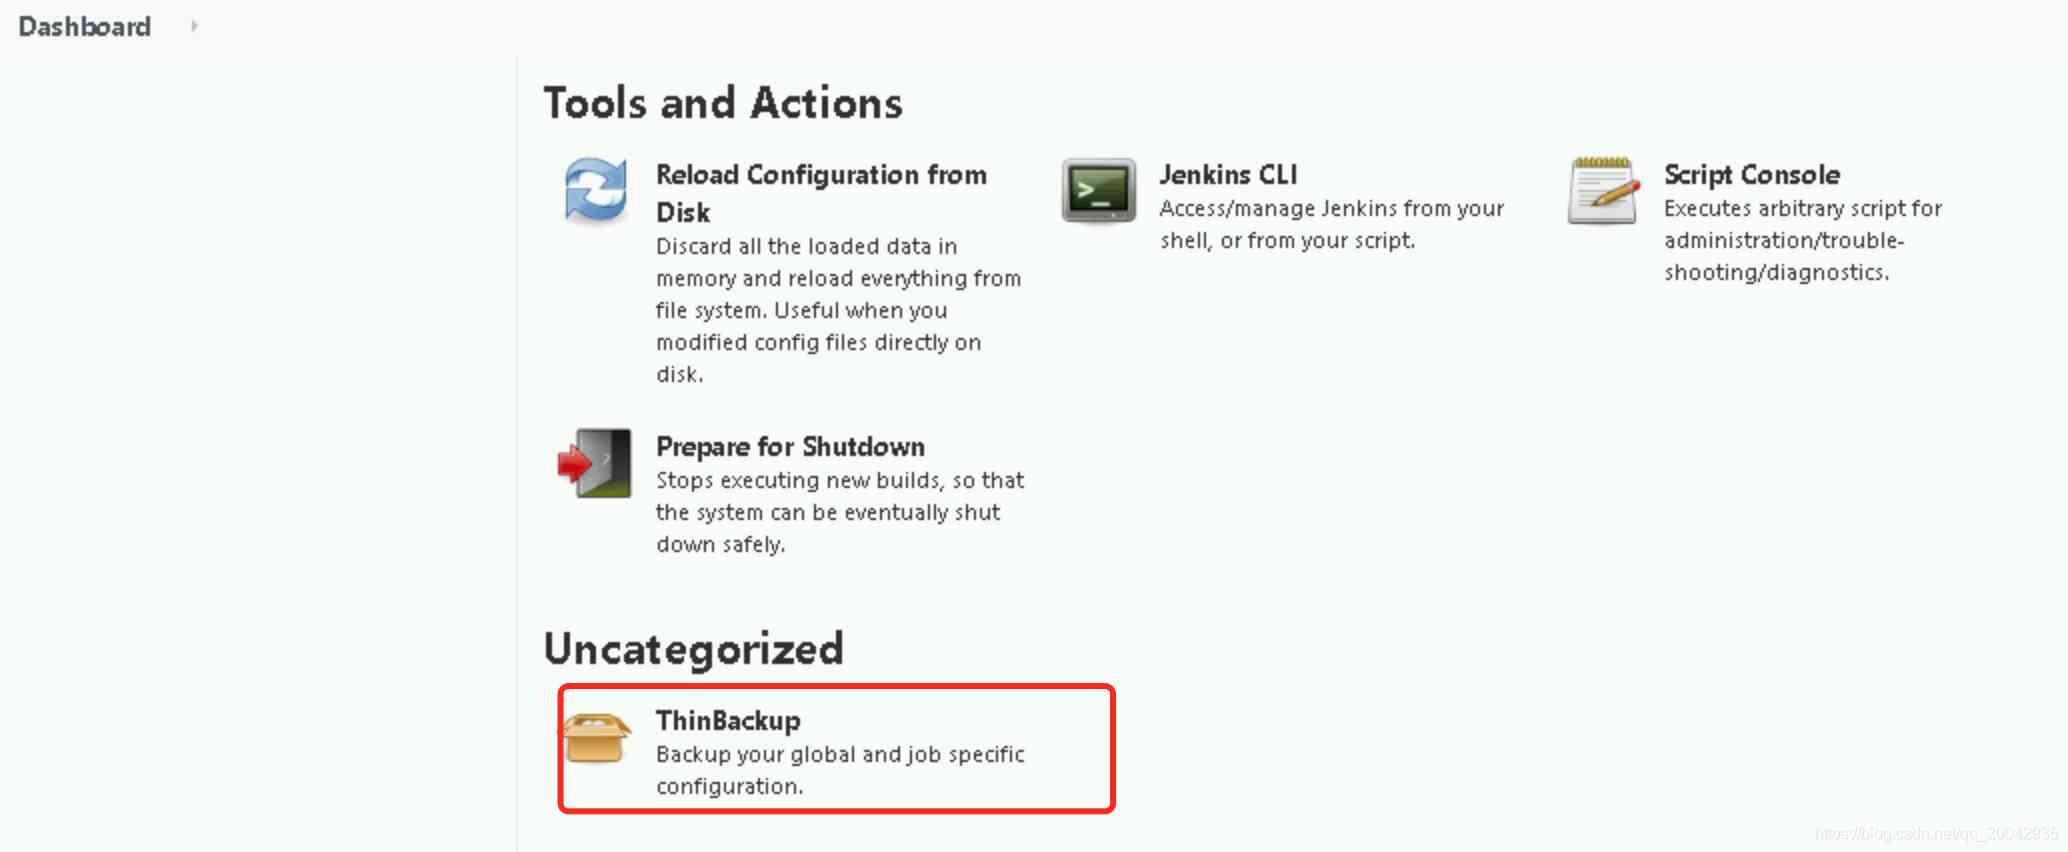 Dashboard
Tools and Actions
Reload Configuration from
Disk
Discard all the loaded data in
memory and reload everything from
file system. Useful when you
modified config files directly on
disk.
Jenkins CLI
Access/manage Jenkins from your
shell, or from your script.
Script Console
Executes arbitrary script for
administration/trouble-
shooting/diagnostics.
Prepare for Shutdown
Stops executing new builds, so that
the system can be eventually shut
down safely.
Uncategorized
ThinBackup
Backup your global and job specific
configuration.
https://blog.csdn.net/qq_20042935